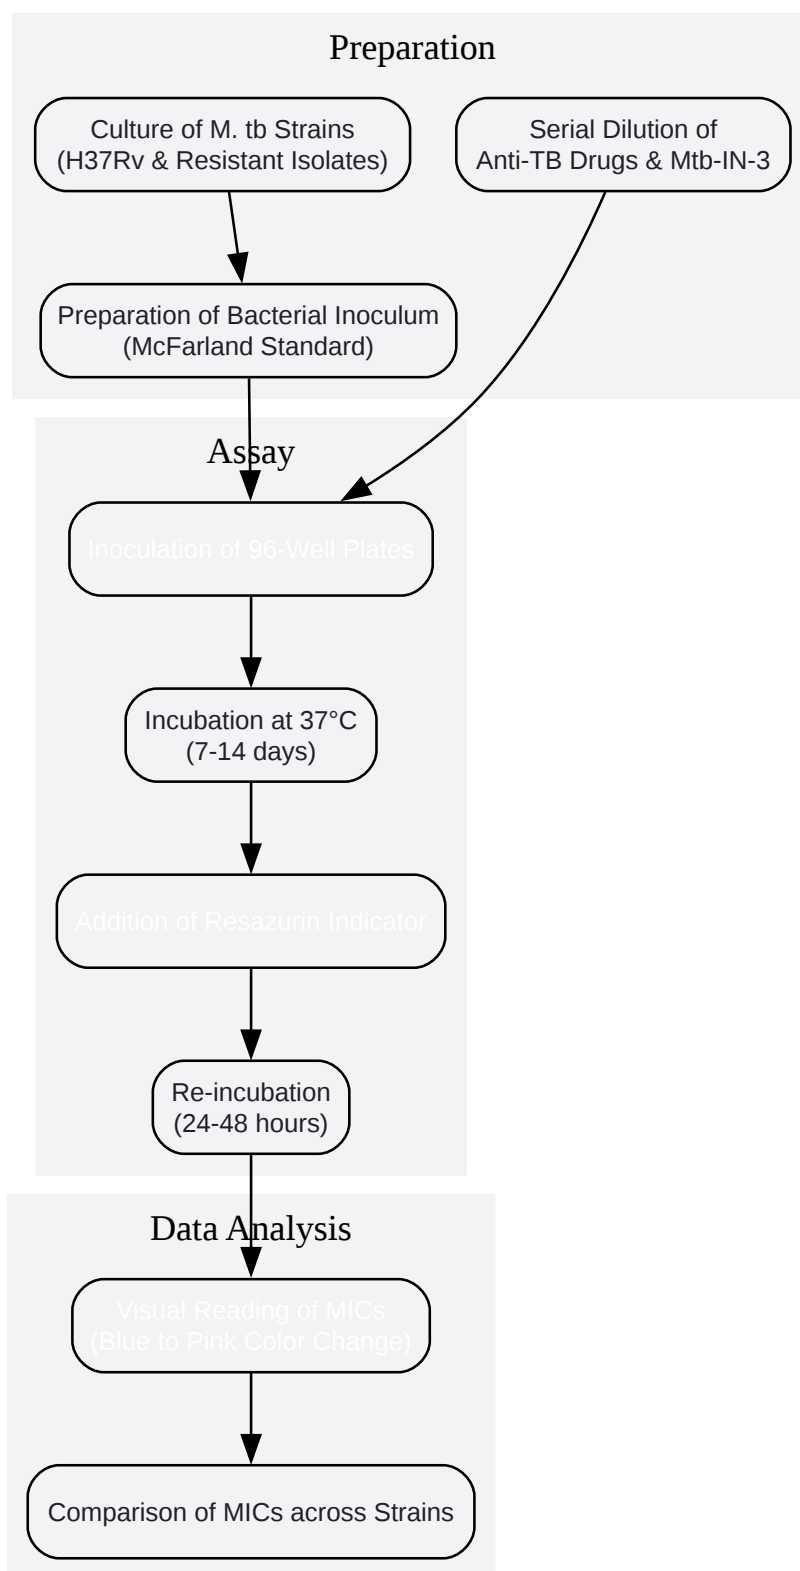 Preparation
Culture of M. tb Strains
(H37Rv & Resistant Isolates)
Serial Dilution of
Anti-TB Drugs & Mtb-IN-3
Preparation of Bacterial Inoculum
(McFarland Standard)
Assay
Inoculation of 96-Well Plates
Incubation at 37°C
(7-14 days)
Addition of Resazurin Indicator
Re-incubation
(24-48 hours)
Data Analysis
Visual Reading of MICs
(Blue to Pink Color Change)
Comparison of MICs across Strains